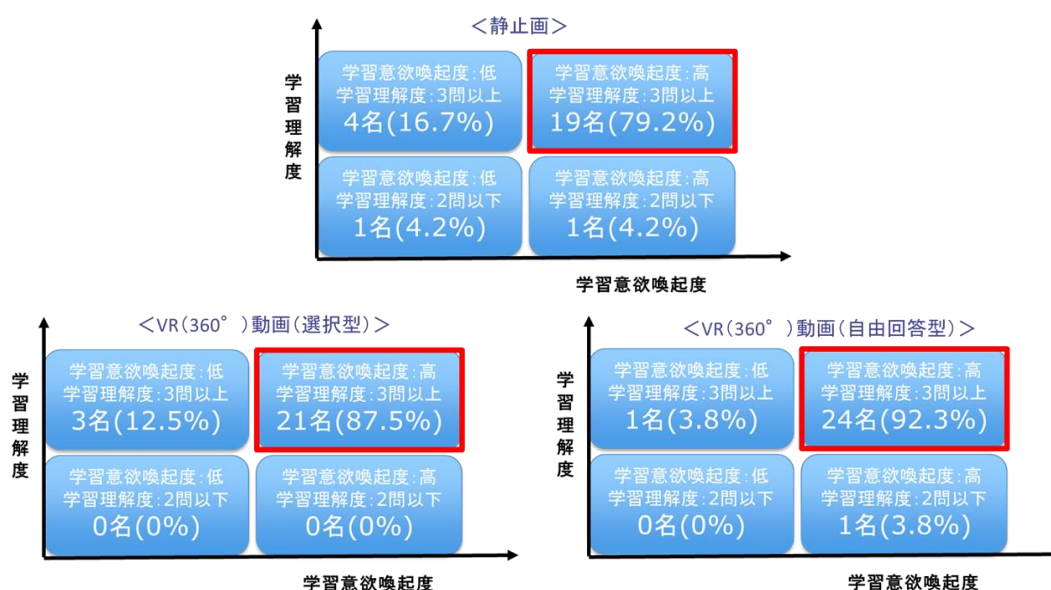 <静止画>
学習理解度
学習意欲喚起度:低
学習理解度:3問以上
4名(16.7%)
学習意欲喚起度:高
学習理解度:3問以上
19名(79.2%)
学習意欲喚起度:低
学習理解度:2問以下
1名(4.2%)
学習意欲喚起度:高
学習理解度:2問以下
1名(4.2%)
学習意欲喚起度
<VR(360°)動画(選択型)>
学習理解度
学習意欲喚起度:低
学習理解度:3問以上
3名(12.5%)
学習意欲喚起度:高
学習理解度:3問以上
21名(87.5%)
学習意欲喚起度:低
学習理解度:2問以下
0名(0%)
学習意欲喚起度:高
学習理解度:2問以下
0名(0%)
学習意欲喚起度
<VR(360°)動画(自由回答型)>
学習理解度
学習意欲喚起度:低
学習理解度:3問以上
1名(3.8%)
学習意欲喚起度:高
学習理解度:3問以上
24名(92.3%)
学習意欲喚起度:低
学習理解度:2問以下
0名(0%)
学習意欲喚起度:高
学習理解度:2問以下
1名(3.8%)
学習意欲喚起度